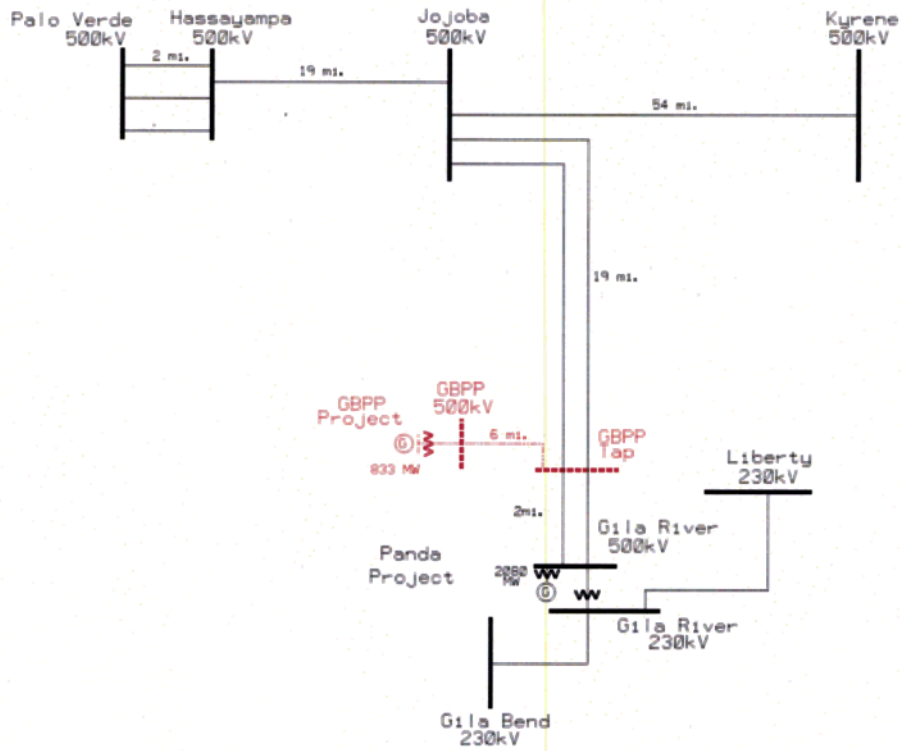 Palo Verde
500kV
Hassayampa
500kV
Jojoba
500kV
Kyrene
500kV
2 mi.
19 mi.
54 mi.
19 mi.
GBPP
500kV
GBPP
Project
G
6 mi.
833 MW
GBPP
Tap
Liberty
230kV
2mi.
Gila River
500kV
Panda
Project
2080
MW
G
Gila River
230kV
Gila Bend
230kV